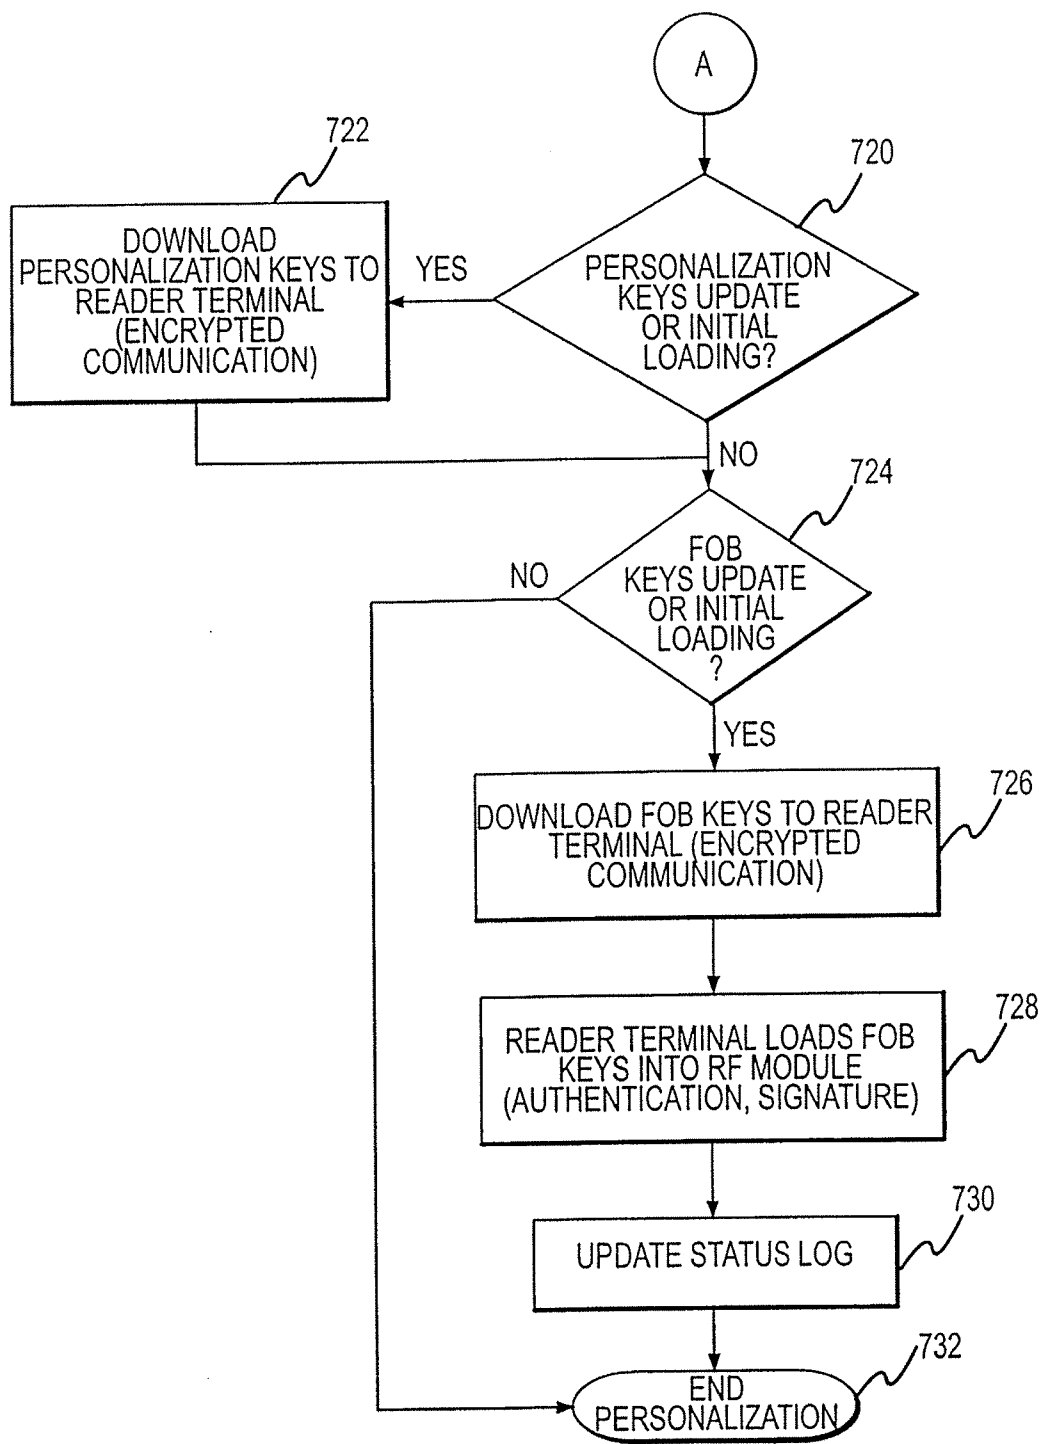 A
720
722
DOWNLOAD
PERSONALIZATION KEYS TO
READER TERMINAL
(ENCRYPTED
COMMUNICATION)
YES
PERSONALIZATION
KEYS UPDATE
OR INITIAL
LOADING?
NO
724
FOB
KEYS UPDATE
OR INITIAL
LOADING
?
NO
YES
726
DOWNLOAD FOB KEYS TO READER
TERMINAL (ENCRYPTED
COMMUNICATION)
728
READER TERMINAL LOADS FOB
KEYS INTO RF MODULE
(AUTHENTICATION, SIGNATURE)
730
UPDATE STATUS LOG
732
END
PERSONALIZATION